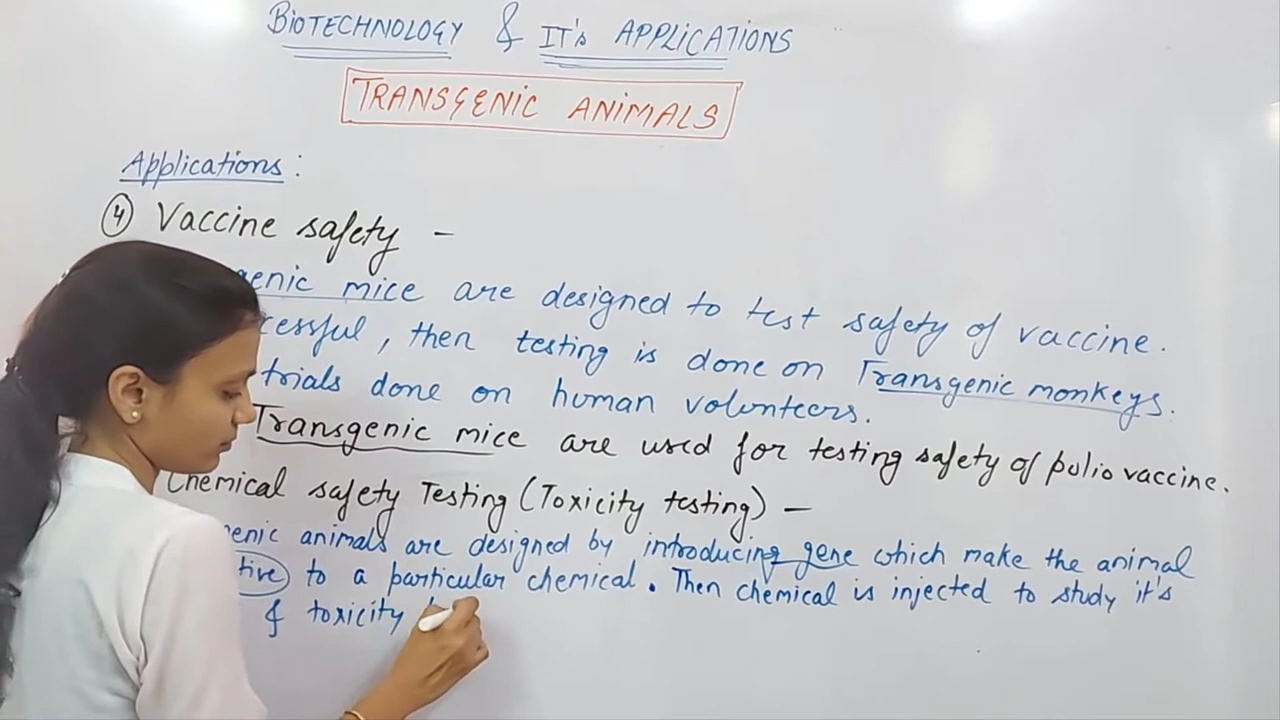 BIOTECHNOLOGY & IT's APPLICATIONS
TRANSGENIC ANIMALS
Applications :
④ Vaccine safety -
genic mice are designed to test safety of vaccine.
cessful, then testing is done on Transgenic monkeys.
trials done on human volunteers.
Transgenic mice are used for testing safety of polio vaccine.
Chemical safety Testing (Toxicity testing) -
genic animals are designed by introducing gene which make the animal
tive to a particular chemical. Then chemical is injected to study it's
& toxicity